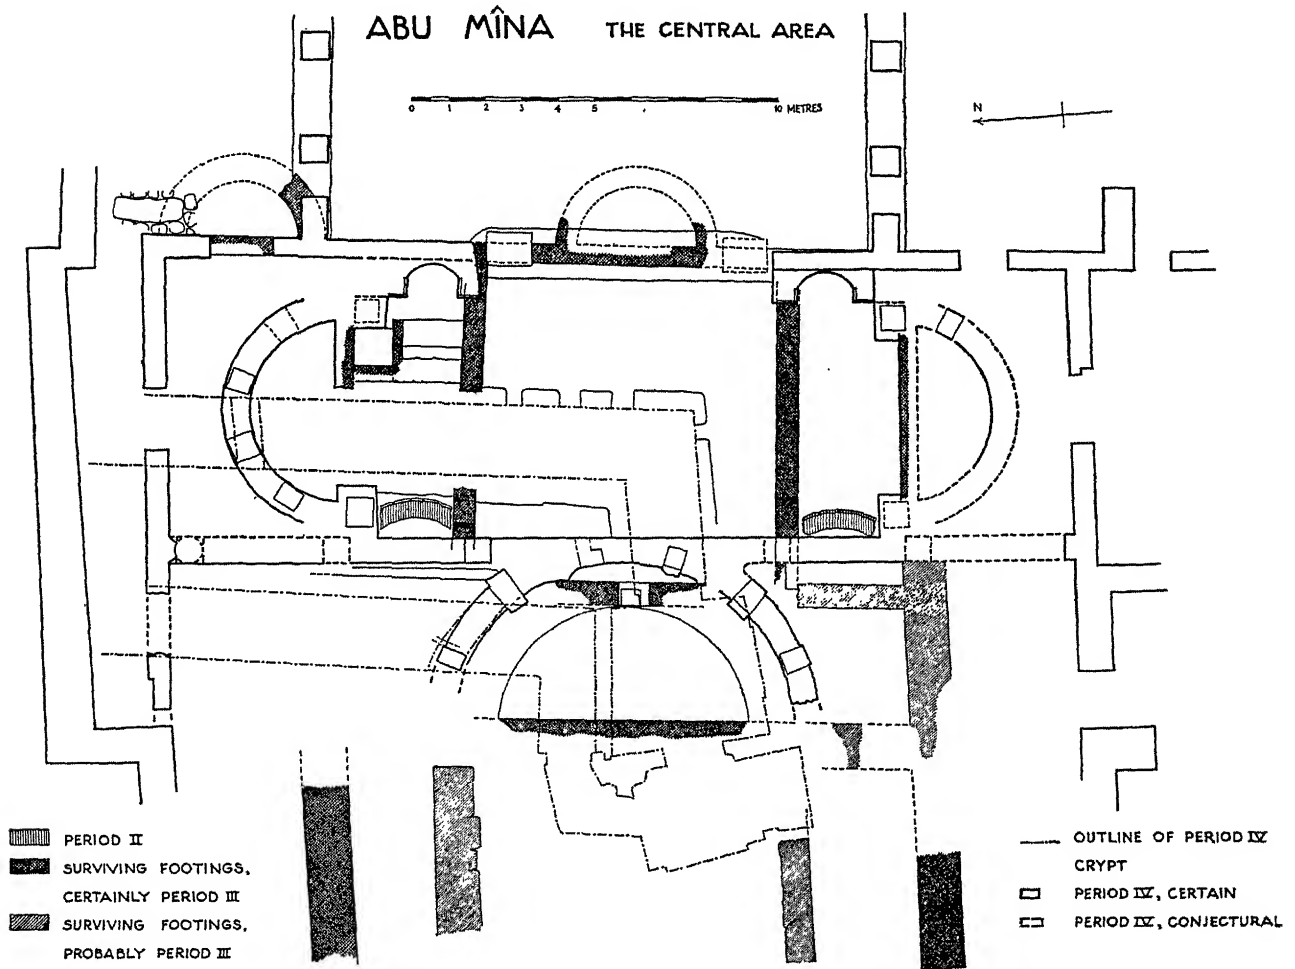 ABU MÎNA THE CENTRAL AREA
0 1 2 3 4 5 10 METRES
N
PERIOD II
SURVIVING FOOTINGS,
CERTAINLY PERIOD III
SURVIVING FOOTINGS,
PROBABLY PERIOD III
OUTLINE OF PERIOD IV
CRYPT
PERIOD IV, CERTAIN
PERIOD IV, CONJECTURAL